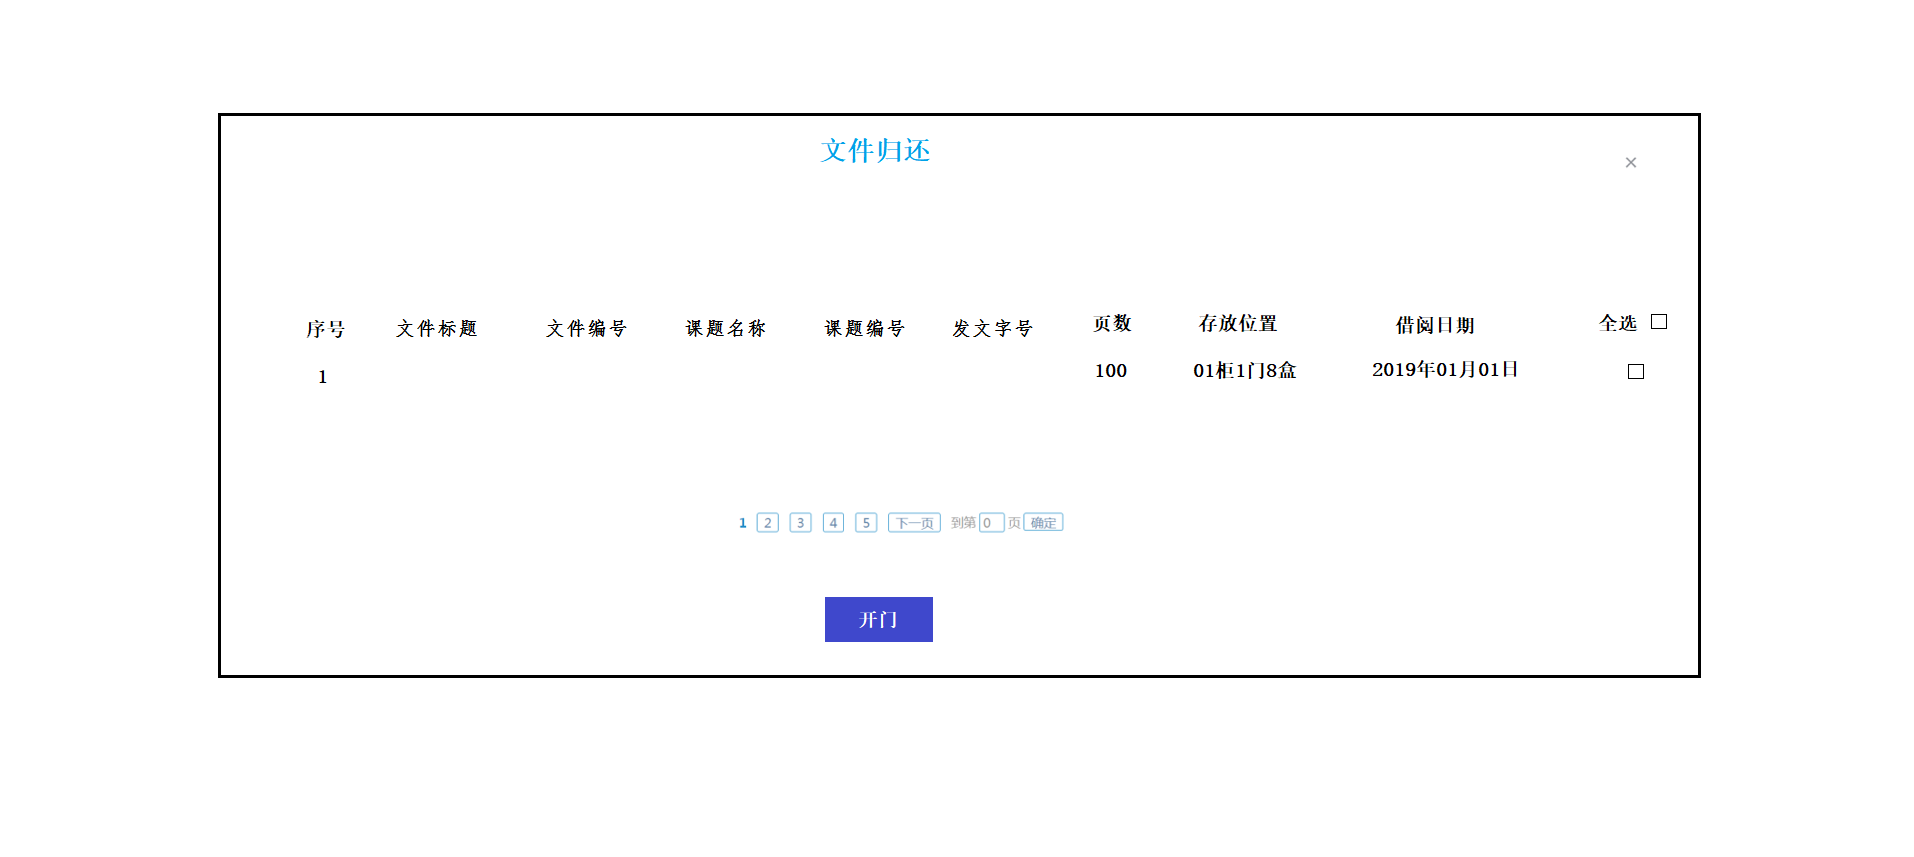 文件归还
×
序号 文件标题 文件编号 课题名称 课题编号 发文字号 页数 存放位置 借阅日期 全选
1 100 01柜1门8盒 2019年01月01日
1 2 3 4 5 下一页 到第 0 页 确定
开门